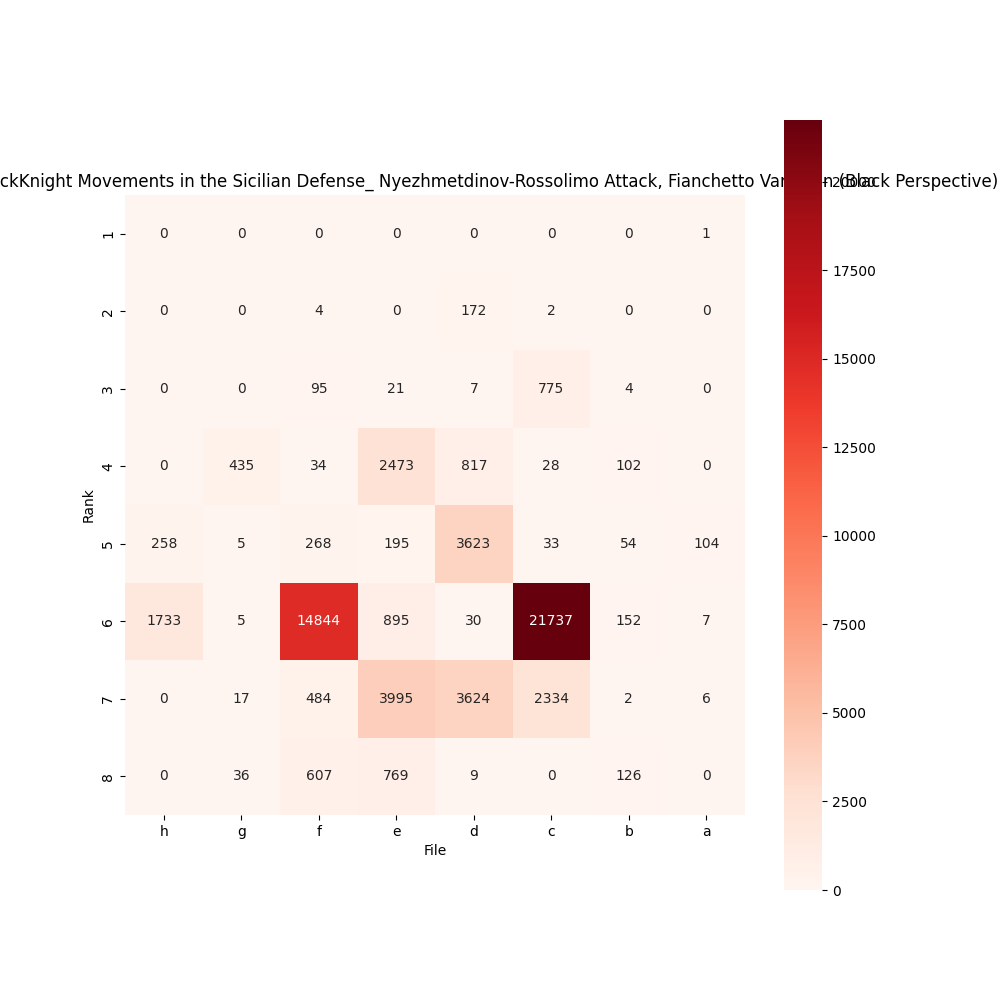 ckKnight Movements in the Sicilian Defense_ Nyezhmetdinov-Rossolimo Attack, Fianchetto (Black Perspective)
1 0 0 0 0 0 0 0 1
2 0 0 4 0 172 2 0 0
3 0 0 95 21 7 775 4 0
4 0 435 34 2473 817 28 102 0
5 258 5 268 195 3623 33 54 104
6 1733 5 14844 895 30 21737 152 7
7 0 17 484 3995 3624 2334 2 6
8 0 36 607 769 9 0 126 0
h g f e d c b a
File
Rank
17500
15000
12500
10000
7500
5000
2500
0